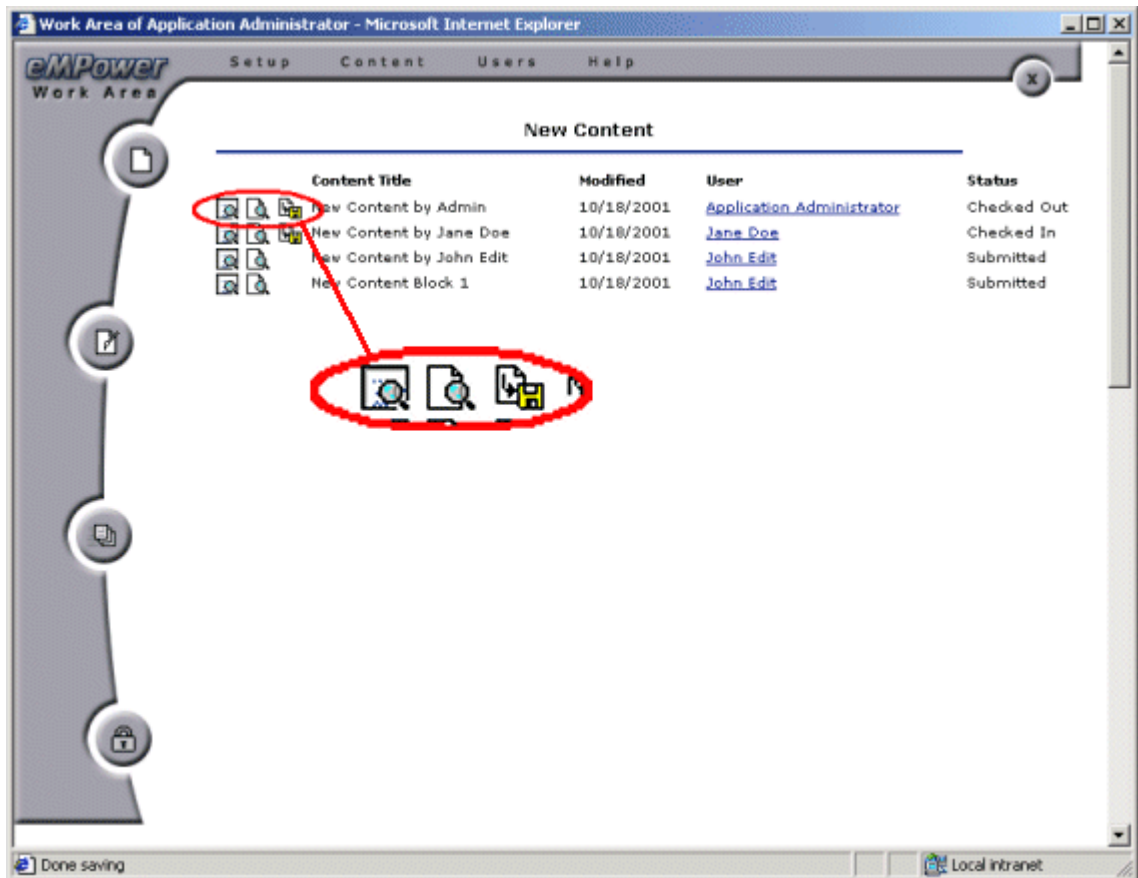 Work Area of Application Administrator - Microsoft Internet Explorer
eMPower Setup Content Users Help
Work Area
x
New Content
Content Title Modified User Status
New Content by Admin 10/18/2001 Application Administrator Checked Out
New Content by Jane Doe 10/18/2001 Jane Doe Checked In
New Content by John Edit 10/18/2001 John Edit Submitted
New Content Block 1 10/18/2001 John Edit Submitted
Done saving Local intranet